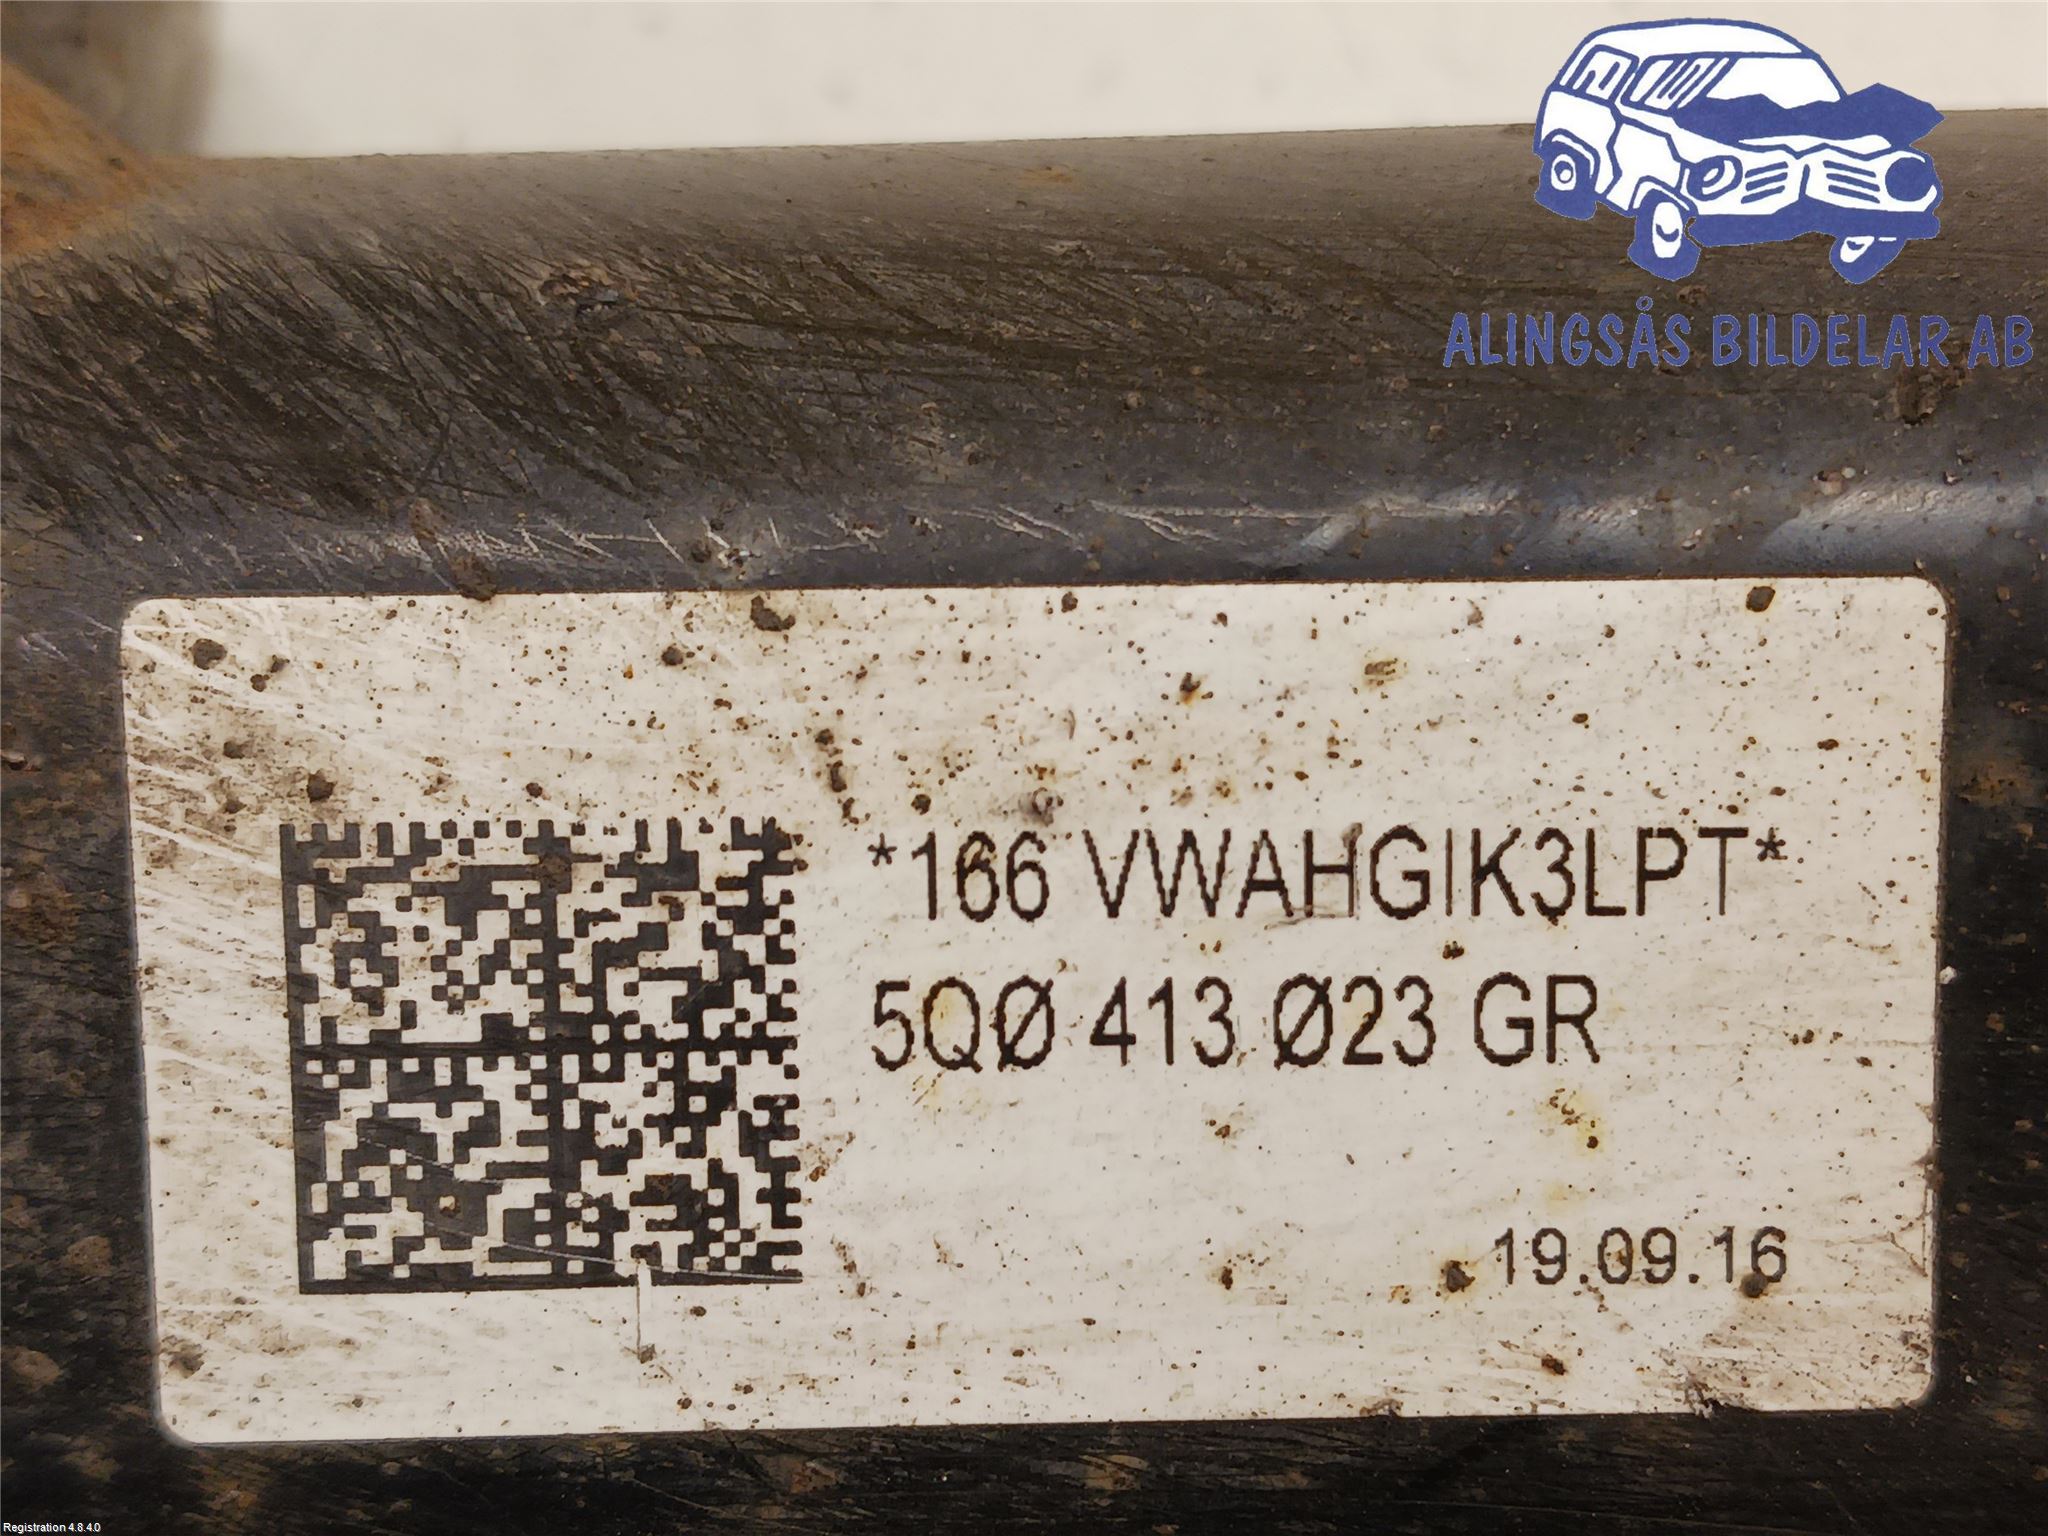 ALINGSÅS BILDELAR AB
*166 VWAHGIK3LPT*
5QØ 413 Ø23 GR
19.09.16
Registration 4.8.4.0